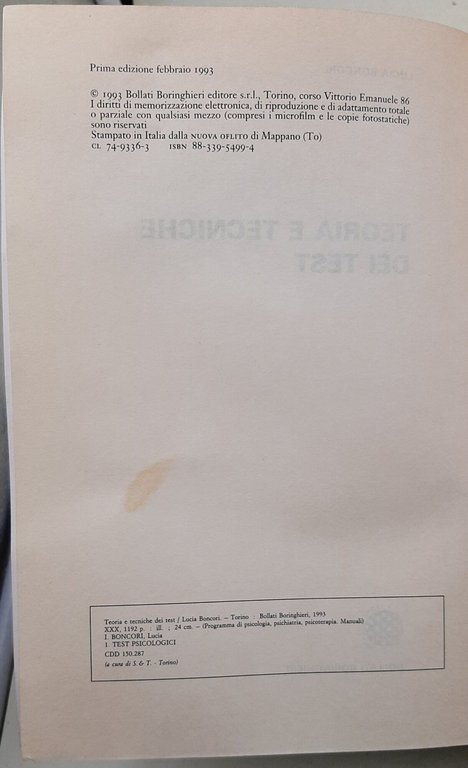 Prima edizione febbraio 1993
© 1993 Bollati Boringhieri editore s.r.l., Torino, corso Vittorio Emanuele 86
I diritti di memorizzazione elettronica, di riproduzione e di adattamento totale
o parziale con qualsiasi mezzo (compresi i microfilm e le copie fotostatiche)
sono riservati
Stampato in Italia dalla NUOVA OFLITO di Mappano (To)
CL 74-9336-3 ISBN 88-339-5499-4
TEORIA E TECNICHE
DEI TEST
Teoria e tecniche dei test / Lucia Boncori. – Torino : Bollati Boringhieri, 1993
XXX, 1192 p. : ill. ; 24 cm. – (Programma di psicologia, psichiatria, psicoterapia. Manuali)
I. BONCORI, Lucia
1. TEST PSICOLOGICI
CDD 150.287
(a cura di S. & T. - Torino)